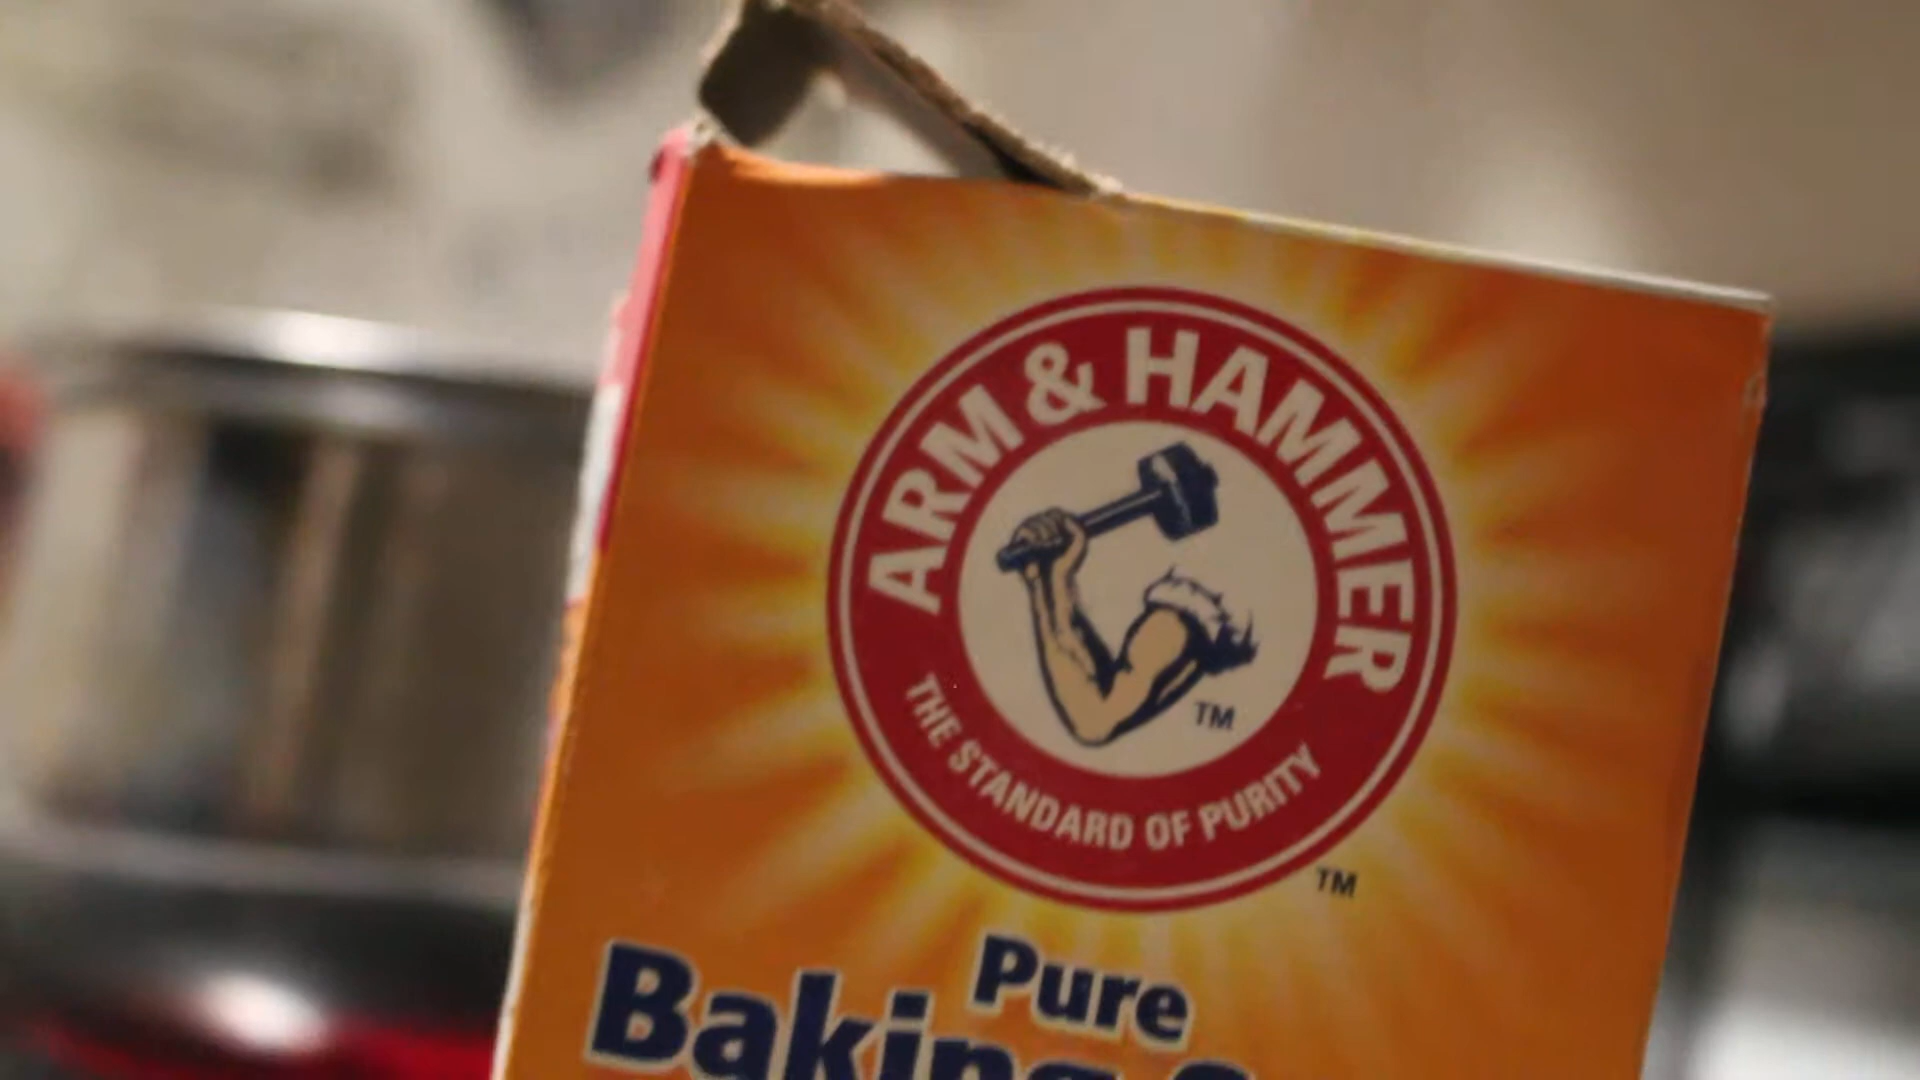 ARM & HAMMER
TM
THE STANDARD OF PURITY
TM
Pure
Baking